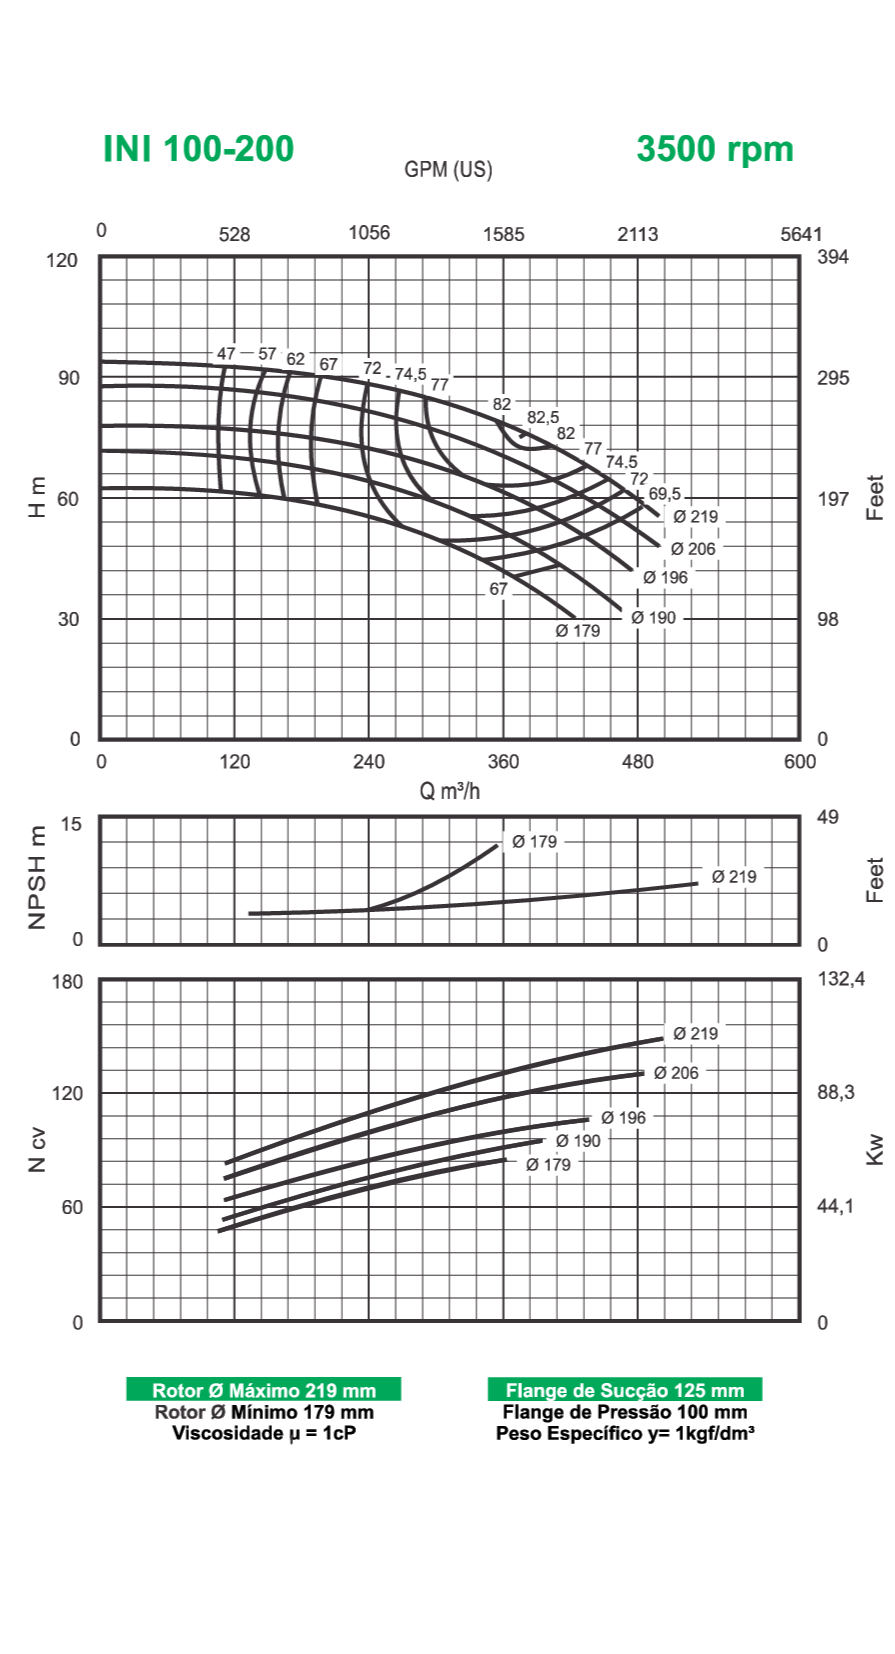 INI 100-200 3500 rpm
GPM (US)
0 528 1056 1585 2113 5641
120 394
47 57 62 67 72 74,5 77
90 295
82 82,5 82 77 74.5 72 69,5
60 197
H m Feet
Ø 219
Ø 206
Ø 196
67
Ø 190
30 98
Ø 179
0 0
0 120 240 360 480 600
Q m³/h
15 49
Ø 179
NPSH m Feet
Ø 219
0 0
180 132,4
Ø 219
Ø 206
120 88,3
Ø 196
N cv Kw
Ø 190
Ø 179
60 44,1
0 0
Rotor Ø Máximo 219 mm Flange de Sucção 125 mm
Rotor Ø Mínimo 179 mm Flange de Pressão 100 mm
Viscosidade µ = 1cP Peso Específico y= 1kgf/dm³